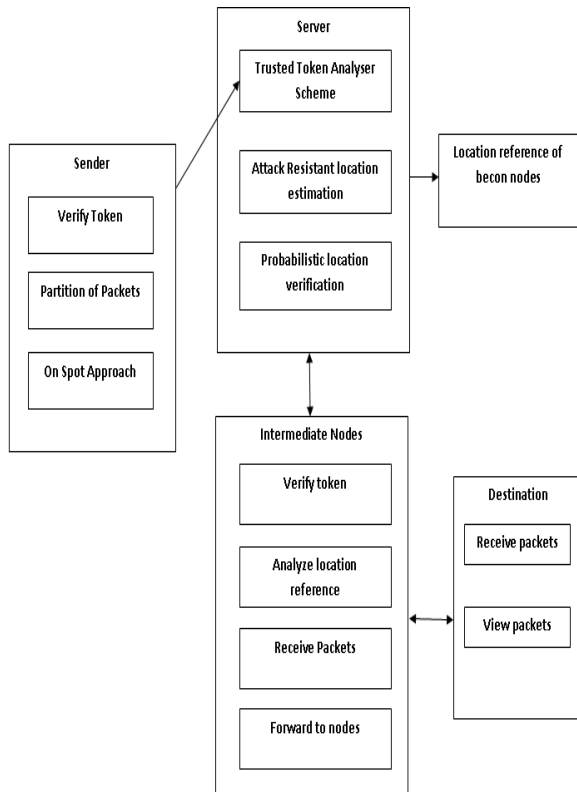 Server
Trusted Token Analyser
Scheme
Attack Resistant location
estimation
Probabilistic location
verification
Sender
Verify Token
Partition of Packets
On Spot Approach
Location reference of
becon nodes
Intermediate Nodes
Verify token
Analyze location
reference
Receive Packets
Forward to nodes
Destination
Receive packets
View packets